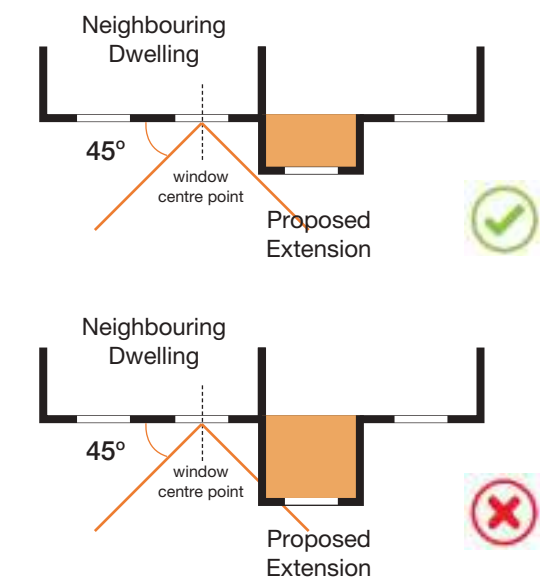 Neighbouring
Dwelling
45º
window
centre point
Proposed
Extension
Neighbouring
Dwelling
45º
window
centre point
Proposed
Extension